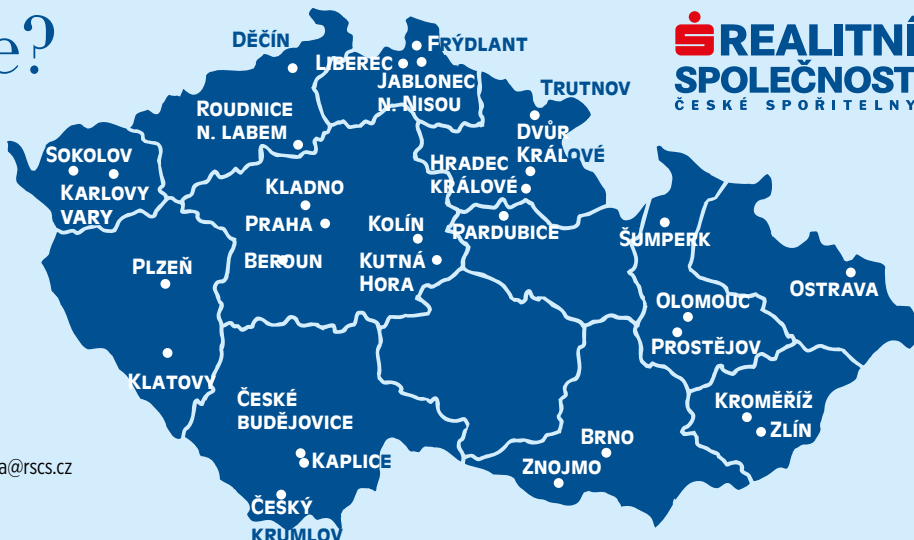 e?
REALITNÍ
SPOLEČNOST
ČESKÉ SPOŘITELNY
DĚČÍN
FRÝDLANT
LIBEREC
JABLONEC
N. NISOU
TRUTNOV
ROUDNICE
N. LABEM
DVŮR
KRÁLOVÉ
SOKOLOV
KARLOVY
VARY
HRADEC
KRÁLOVÉ
KLADNO
PRAHA
KOLÍN
PARDUBICE
ŠUMPERK
BEROUN
KUTNÁ
HORA
PLZEŇ
OSTRAVA
OLOMOUC
PROSTĚJOV
KLATOVY
ČESKÉ
BUDĚJOVICE
KROMĚŘÍŽ
ZLÍN
BRNO
KAPLICE
ZNOJMO
a@rscs.cz
ČESKÝ
KRUMLOV